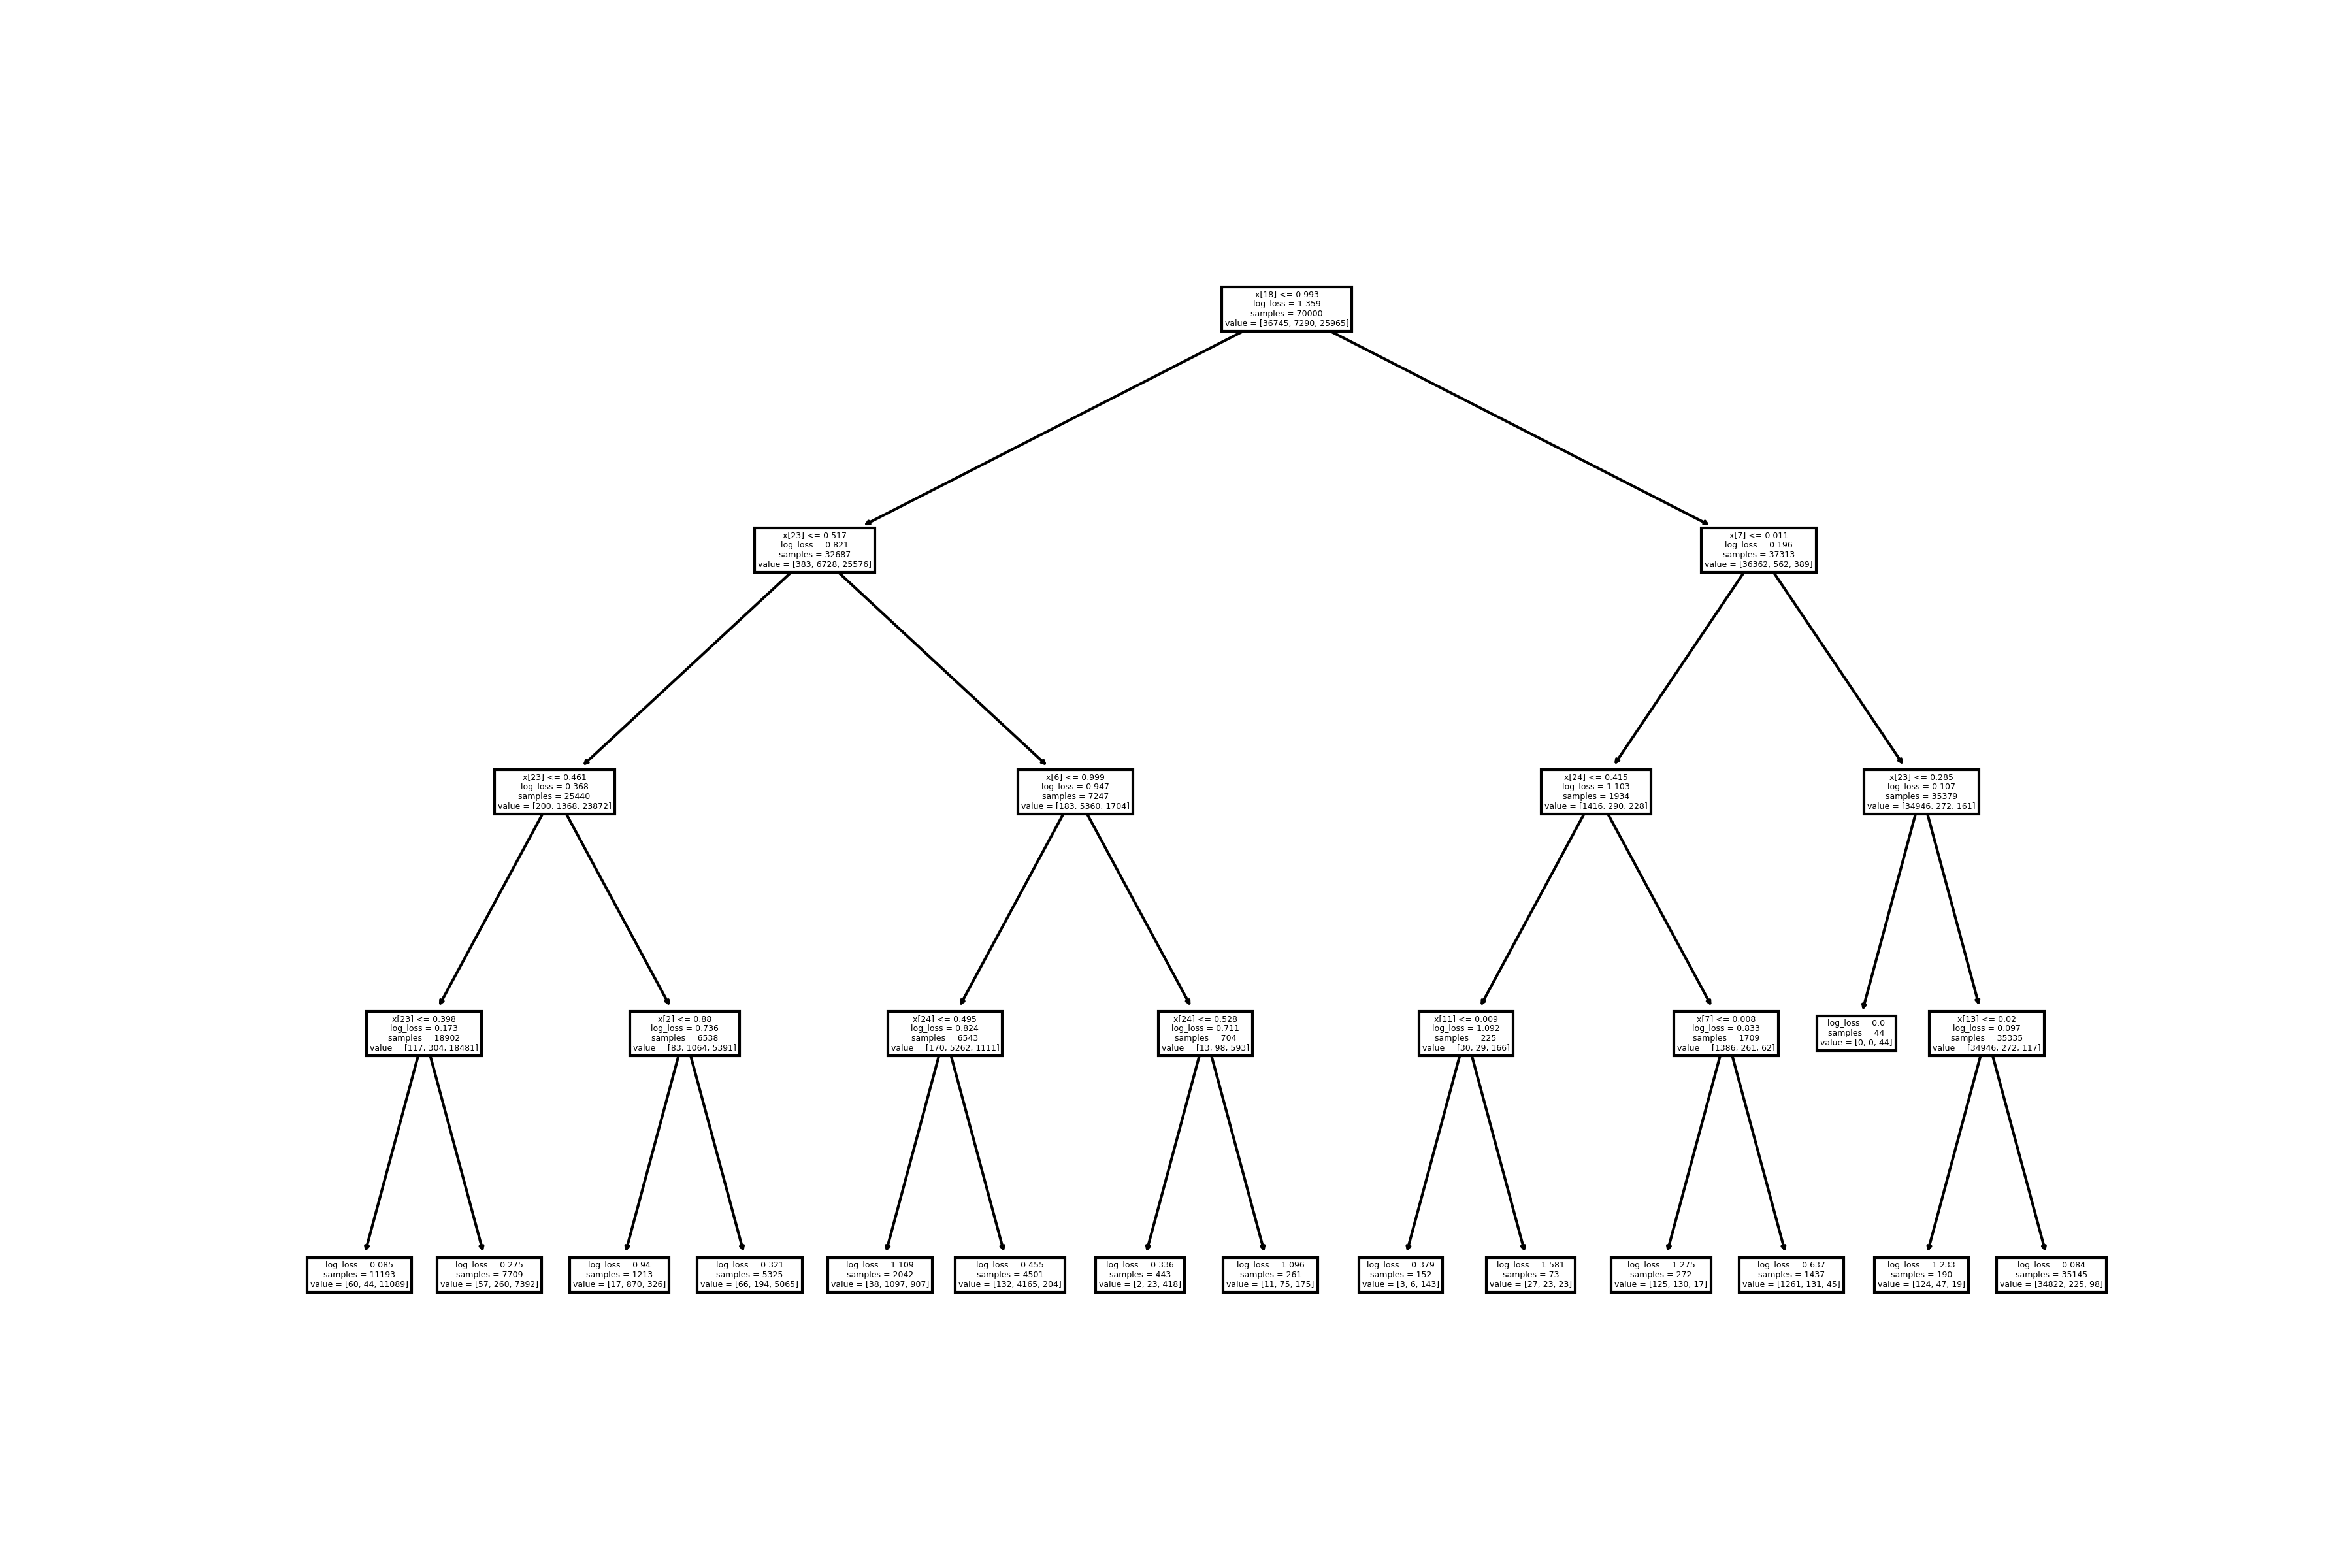 x[18] <= 0.993
log_loss = 1.359
samples = 70000
value = [36745, 7290, 25965]
x[23] <= 0.517
log_loss = 0.821
samples = 32687
value = [383, 6728, 25576]
x[7] <= 0.011
log_loss = 0.196
samples = 37313
value = [36362, 562, 389]
x[23] <= 0.461
log_loss = 0.368
samples = 25440
value = [200, 1368, 23872]
x[6] <= 0.999
log_loss = 0.947
samples = 7247
value = [183, 5360, 1704]
x[24] <= 0.415
log_loss = 1.103
samples = 1934
value = [1416, 290, 228]
x[23] <= 0.285
log_loss = 0.107
samples = 35379
value = [34946, 272, 161]
x[23] <= 0.398
log_loss = 0.173
samples = 18902
value = [117, 304, 18481]
x[2] <= 0.88
log_loss = 0.736
samples = 6538
value = [83, 1064, 5391]
x[24] <= 0.495
log_loss = 0.824
samples = 6543
value = [170, 5262, 1111]
x[24] <= 0.528
log_loss = 0.711
samples = 704
value = [13, 98, 593]
x[11] <= 0.009
log_loss = 1.092
samples = 225
value = [30, 29, 166]
x[7] <= 0.008
log_loss = 0.833
samples = 1709
value = [1386, 261, 62]
log_loss = 0.0
samples = 44
value = [0, 0, 44]
x[13] <= 0.02
log_loss = 0.097
samples = 35335
value = [34946, 272, 117]
log_loss = 0.085
samples = 11193
value = [60, 44, 11089]
log_loss = 0.275
samples = 7709
value = [57, 260, 7392]
log_loss = 0.94
samples = 1213
value = [17, 870, 326]
log_loss = 0.321
samples = 5325
value = [66, 194, 5065]
log_loss = 1.109
samples = 2042
value = [38, 1097, 907]
log_loss = 0.455
samples = 4501
value = [132, 4165, 204]
log_loss = 0.336
samples = 443
value = [2, 23, 418]
log_loss = 1.096
samples = 261
value = [11, 75, 175]
log_loss = 0.379
samples = 152
value = [3, 6, 143]
log_loss = 1.581
samples = 73
value = [27, 23, 23]
log_loss = 1.275
samples = 272
value = [125, 130, 17]
log_loss = 0.637
samples = 1437
value = [1261, 131, 45]
log_loss = 1.233
samples = 190
value = [124, 47, 19]
log_loss = 0.084
samples = 35145
value = [34822, 225, 98]